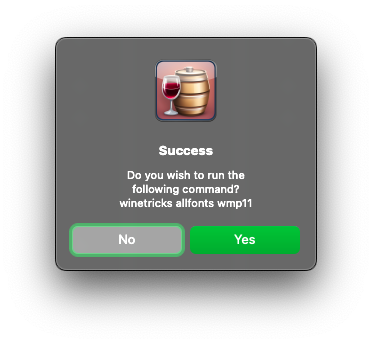 Success
Do you wish to run the
following command?
winetricks allfonts wmp11
No
Yes